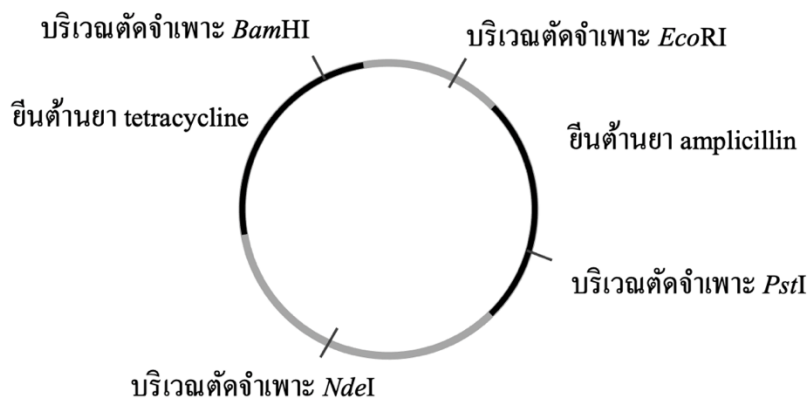 บริเวณตัดจำเพาะ BamHI
บริเวณตัดจำเพาะ EcoRI
ยีนต้านยา tetracycline
ยีนต้านยา amplicillin
บริเวณตัดจำเพาะ PstI
บริเวณตัดจำเพาะ NdeI